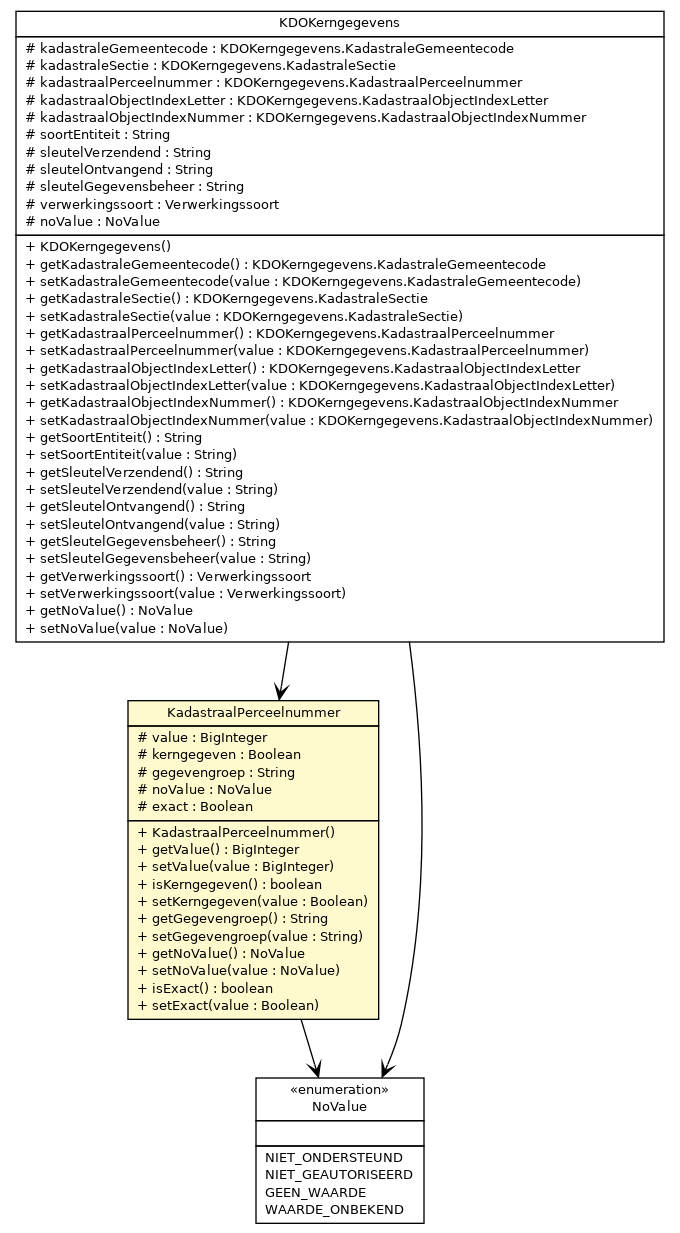 KDOKerngegevens
# kadastraleGemeentecode : KDOKerngegevens.KadastraleGemeentecode
# kadastraleSectie : KDOKerngegevens.KadastraleSectie
# kadastraalPerceelnummer : KDOKerngegevens.KadastraalPerceelnummer
# kadastraalObjectIndexLetter : KDOKerngegevens.KadastraalObjectIndexLetter
# kadastraalObjectIndexNummer : KDOKerngegevens.KadastraalObjectIndexNummer
# soortEntiteit : String
# sleutelVerzendend : String
# sleutelOntvangend : String
# sleutelGegevensbeheer : String
# verwerkingssoort : Verwerkingssoort
# noValue : NoValue
+ KDOKerngegevens()
+ getKadastraleGemeentecode() : KDOKerngegevens.KadastraleGemeentecode
+ setKadastraleGemeentecode(value : KDOKerngegevens.KadastraleGemeentecode)
+ getKadastraleSectie() : KDOKerngegevens.KadastraleSectie
+ setKadastraleSectie(value : KDOKerngegevens.KadastraleSectie)
+ getKadastraalPerceelnummer() : KDOKerngegevens.KadastraalPerceelnummer
+ setKadastraalPerceelnummer(value : KDOKerngegevens.KadastraalPerceelnummer)
+ getKadastraalObjectIndexLetter() : KDOKerngegevens.KadastraalObjectIndexLetter
+ setKadastraalObjectIndexLetter(value : KDOKerngegevens.KadastraalObjectIndexLetter)
+ getKadastraalObjectIndexNummer() : KDOKerngegevens.KadastraalObjectIndexNummer
+ setKadastraalObjectIndexNummer(value : KDOKerngegevens.KadastraalObjectIndexNummer)
+ getSoortEntiteit() : String
+ setSoortEntiteit(value : String)
+ getSleutelVerzendend() : String
+ setSleutelVerzendend(value : String)
+ getSleutelOntvangend() : String
+ setSleutelOntvangend(value : String)
+ getSleutelGegevensbeheer() : String
+ setSleutelGegevensbeheer(value : String)
+ getVerwerkingssoort() : Verwerkingssoort
+ setVerwerkingssoort(value : Verwerkingssoort)
+ getNoValue() : NoValue
+ setNoValue(value : NoValue)
KadastraalPerceelnummer
# value : BigInteger
# kerngegeven : Boolean
# gegevengroep : String
# noValue : NoValue
# exact : Boolean
+ KadastraalPerceelnummer()
+ getValue() : BigInteger
+ setValue(value : BigInteger)
+ isKerngegeven() : boolean
+ setKerngegeven(value : Boolean)
+ getGegevengroep() : String
+ setGegevengroep(value : String)
+ getNoValue() : NoValue
+ setNoValue(value : NoValue)
+ isExact() : boolean
+ setExact(value : Boolean)
«enumeration»
NoValue
NIET_ONDERSTEUND
NIET_GEAUTORISEERD
GEEN_WAARDE
WAARDE_ONBEKEND